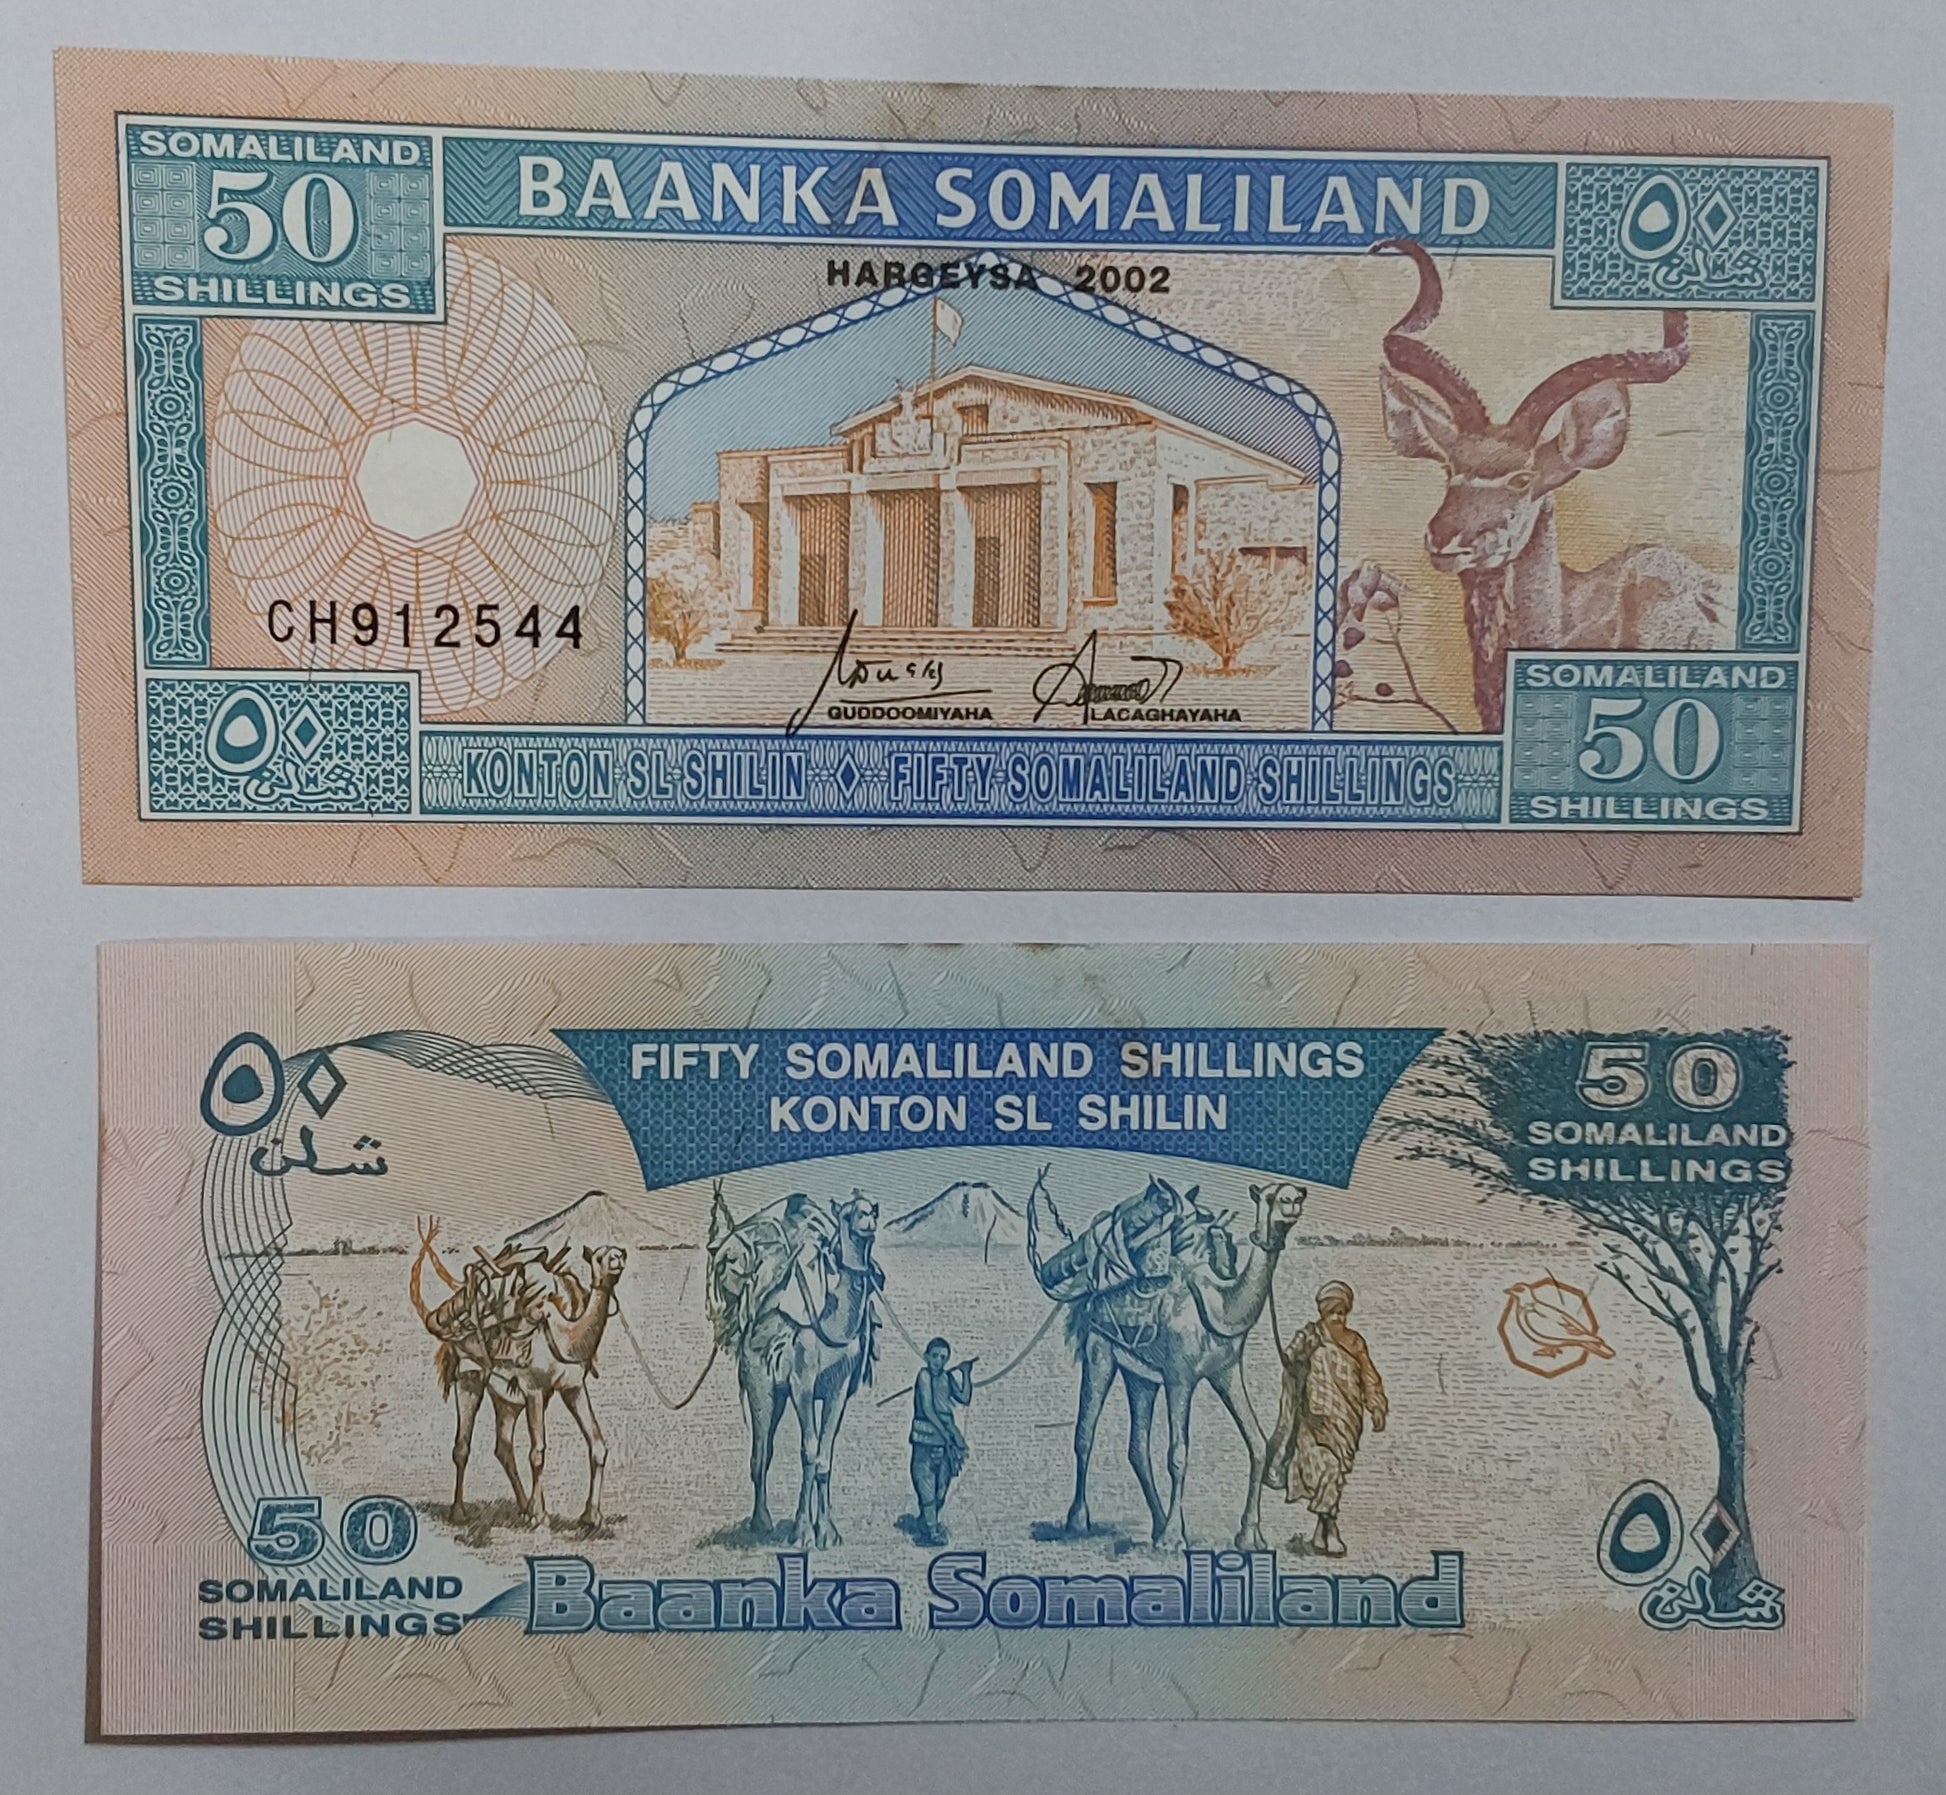 SOMALILAND
50
SHILLINGS
BAANKA SOMALILAND
٥٠
شلن
HARGEYSA 2002
CH912544
GUDDOOMIYAHA
LACAGHAYAHA
٥٠
شلن
KONTON SL SHILIN ◊ FIFTY SOMALILAND SHILLINGS
SOMALILAND
50
SHILLINGS
٥٠
شلن
FIFTY SOMALILAND SHILLINGS
KONTON SL SHILIN
50
SOMALILAND
SHILLINGS
50
SOMALILAND
SHILLINGS
Baanka Somaliland
٥٠
شلن